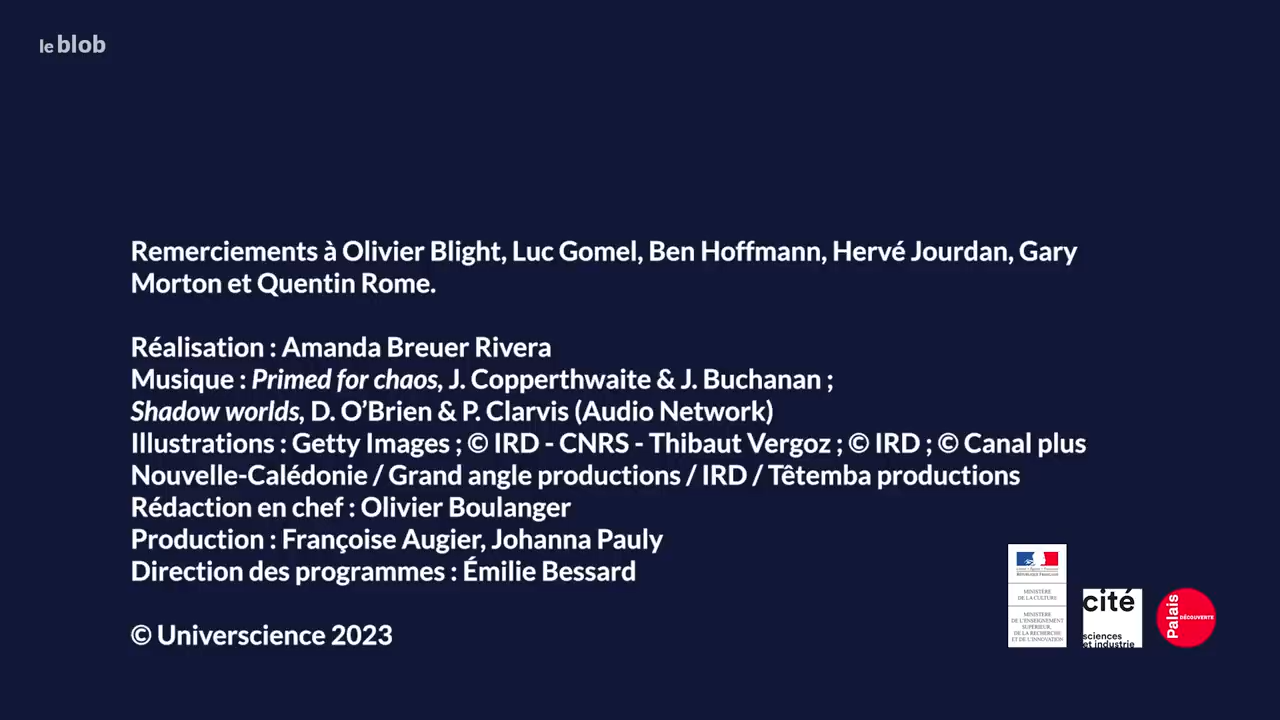 le blob
Remerciements à Olivier Blight, Luc Gomel, Ben Hoffmann, Hervé Jourdan, Gary
Morton et Quentin Rome.
Réalisation : Amanda Breuer Rivera
Musique : Primed for chaos, J. Copperthwaite & J. Buchanan ;
Shadow worlds, D. O’Brien & P. Clarvis (Audio Network)
Illustrations : Getty Images ; © IRD - CNRS - Thibaut Vergoz ; © IRD ; © Canal plus
Nouvelle-Calédonie / Grand angle productions / IRD / Têtemba productions
Rédaction en chef : Olivier Boulanger
Production : Françoise Augier, Johanna Pauly
Direction des programmes : Émilie Bessard
© Universcience 2023
RÉPUBLIQUE FRANÇAISE
MINISTÈRE
DE LA CULTURE
MINISTÈRE
DE L'ENSEIGNEMENT
SUPÉRIEUR,
DE LA RECHERCHE
ET DE L'INNOVATION
cité
sciences
et industrie
Palais
DÉCOUVERTE